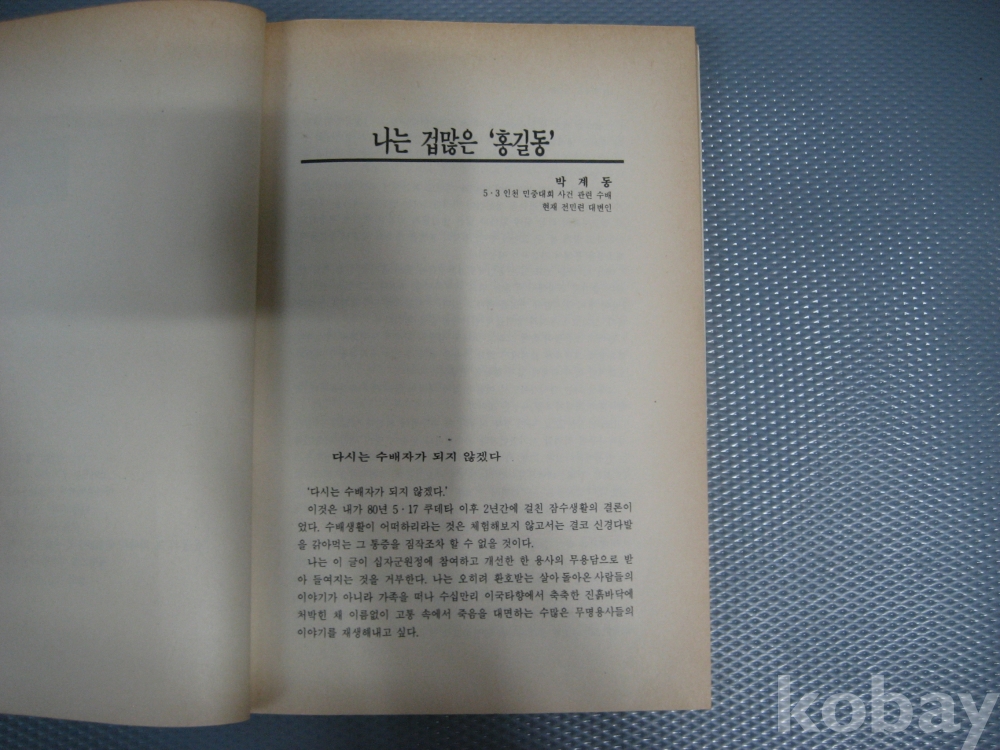 나는 겁많은 '홍길동'
박 계 동
5·3 인천 민중대회 사건 관련 수배
현재 전민련 대변인
다시는 수배자가 되지 않겠다
'다시는 수배자가 되지 않겠다.'
이것은 내가 80년 5·17 쿠데타 이후 2년간에 걸친 잠수생활의 결론이
었다. 수배생활이 어떠하리라는 것은 체험해보지 않고서는 결코 신경다발
을 갉아먹는 그 통증을 짐작조차 할 수 없을 것이다.
나는 이 글이 십자군원정에 참여하고 개선한 한 용사의 무용담으로 받
아 들여지는 것을 거부한다. 나는 오히려 환호받는 살아 돌아온 사람들의
이야기가 아니라 가족을 떠나 수십만리 이국타향에서 축축한 진흙바닥에
처박힌 채 이름없이 고통 속에서 죽음을 대면하는 수많은 무명용사들의
이야기를 재생해내고 싶다.
kobay